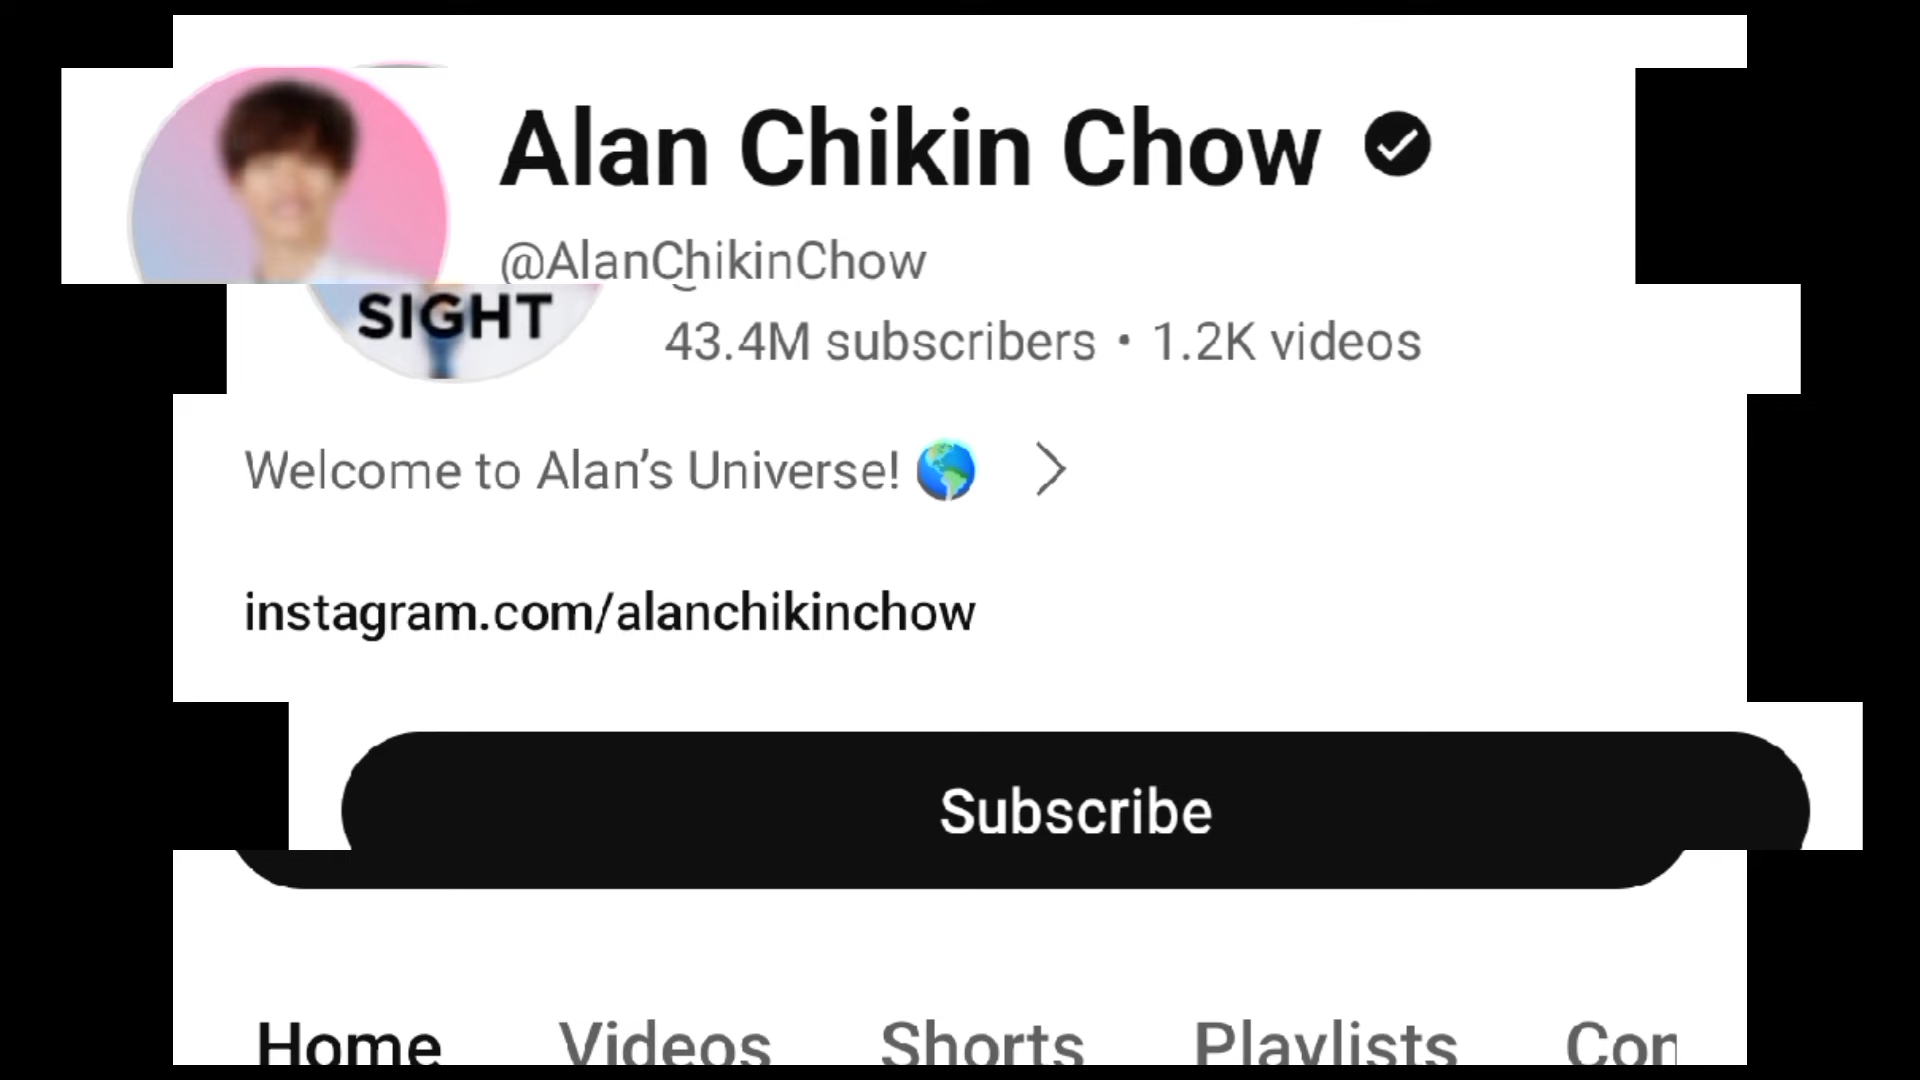 Alan Chikin Chow
@AlanChikinChow
SIGHT
43.4M subscribers • 1.2K videos
Welcome to Alan’s Universe! 🌎 >
instagram.com/alanchikinchow
Subscribe
Home Videos Shorts Playlists Con